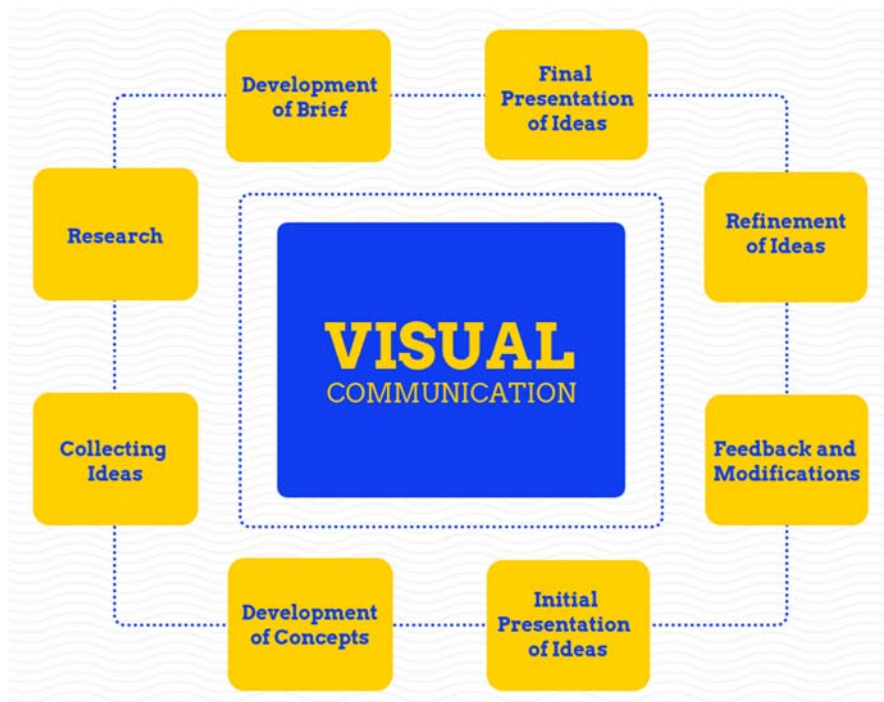 Development
of Brief
Final
Presentation
of Ideas
Research
Refinement
of Ideas
VISUAL
COMMUNICATION
Collecting
Ideas
Feedback and
Modifications
Development
of Concepts
Initial
Presentation
of Ideas